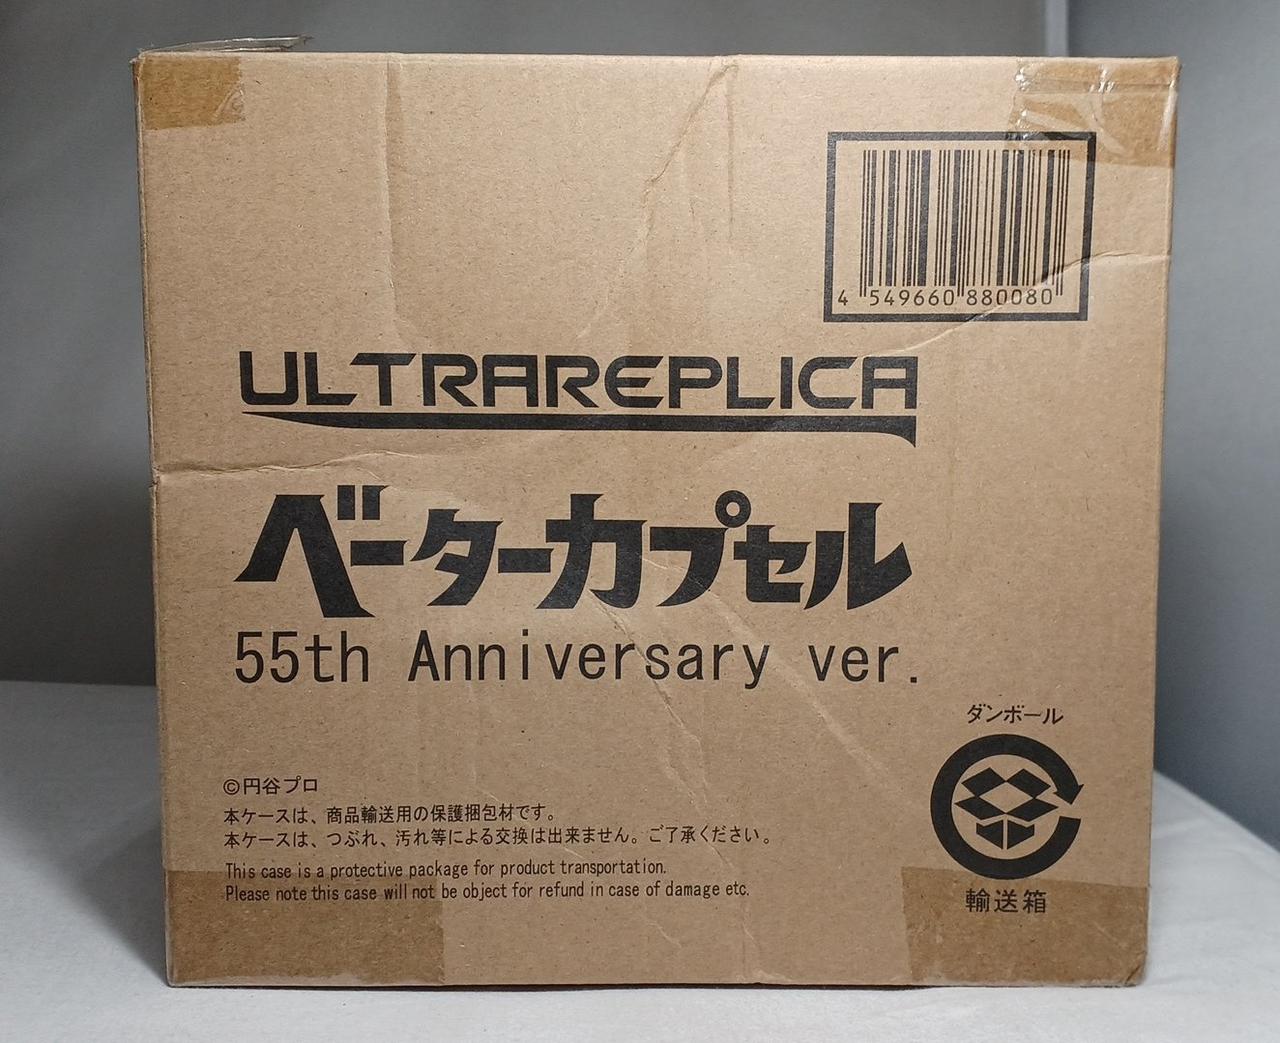 4 549660 880080
ULTRAREPLICA
ベーターカプセル
55th Anniversary ver.
ダンボール
©円谷プロ
本ケースは、商品輸送用の保護梱包材です。
本ケースは、つぶれ、汚れ等による交換は出来ません。ご了承ください。
This case is a protective package for product transportation.
Please note this case will not be object for refund in case of damage etc.
輸送箱